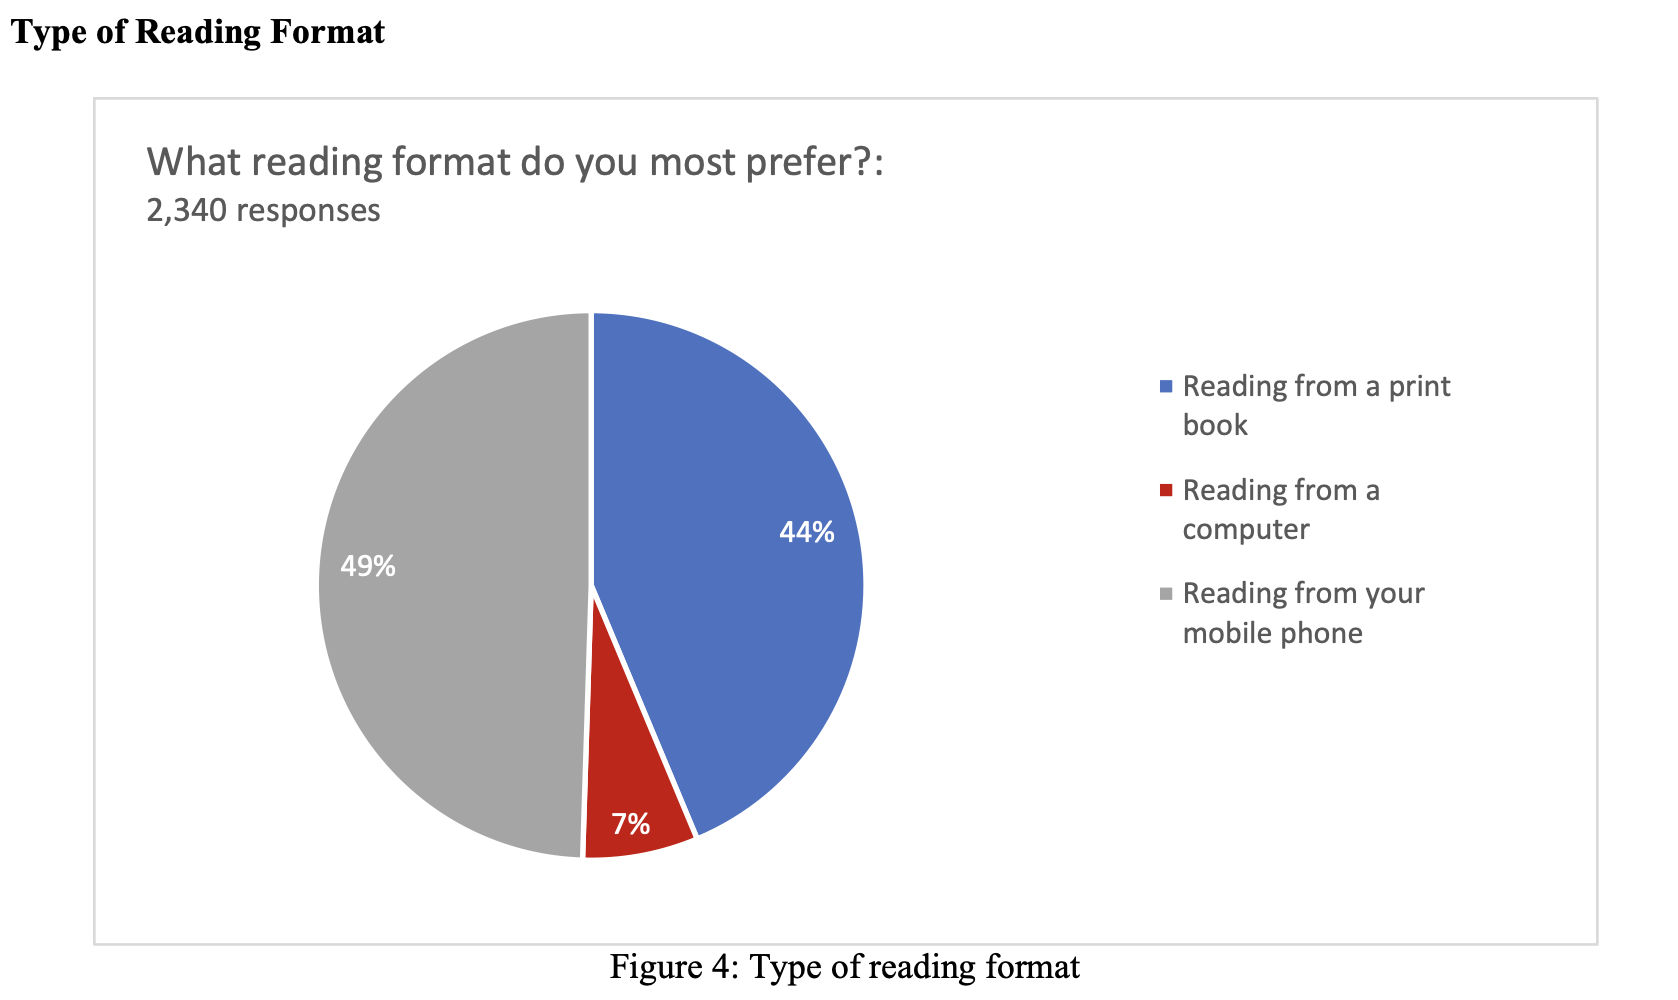 Type of Reading Format
What reading format do you most prefer?:
2,340 responses
44%
49%
7%
Reading from a print
book
Reading from a
computer
Reading from your
mobile phone
Figure 4: Type of reading format